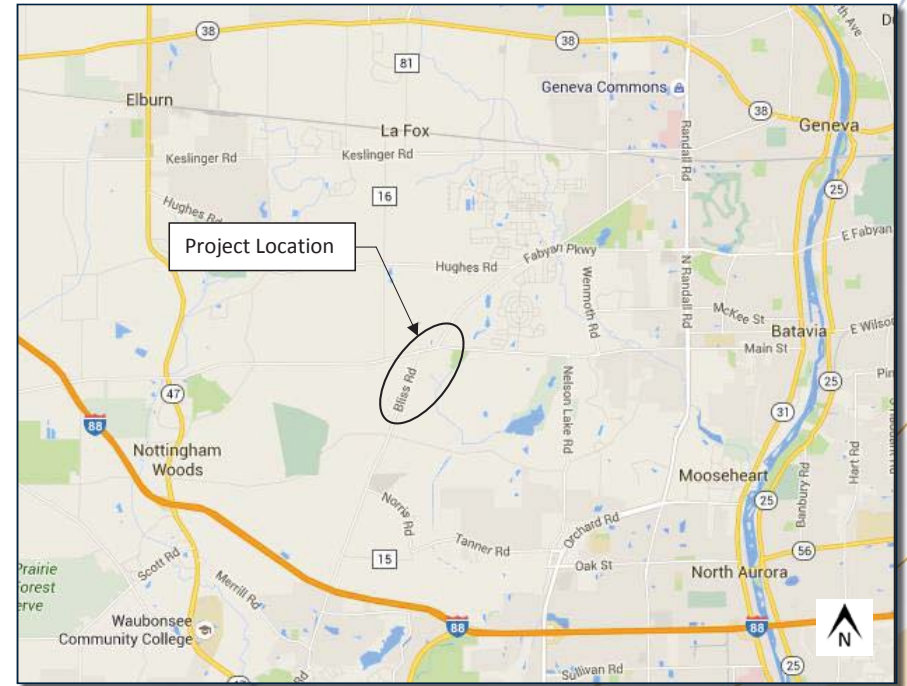 38
38
81
Geneva Commons
38
Elburn
La Fox
Geneva
Keslinger Rd
Keslinger Rd
Randall Rd
16
25
Hughes Rd
Project Location
E Fabyan
Fabyan Pkwy
Hughes Rd
Wenmoth Rd
N Randall Rd
McKee St
Batavia
E Wilson
Main St
Bliss Rd
Nelson Lake Rd
25
47
31
88
Nottingham
Woods
Mooseheart
Hart Rd
Banbury Rd
25
Norris Rd
Orchard Rd
Tanner Rd
56
15
Oak St
North Aurora
Scott Rd
Prairie
Forest
Merrill Rd
Waubonsee
Community College
88
88
N
Sullivan Rd
25